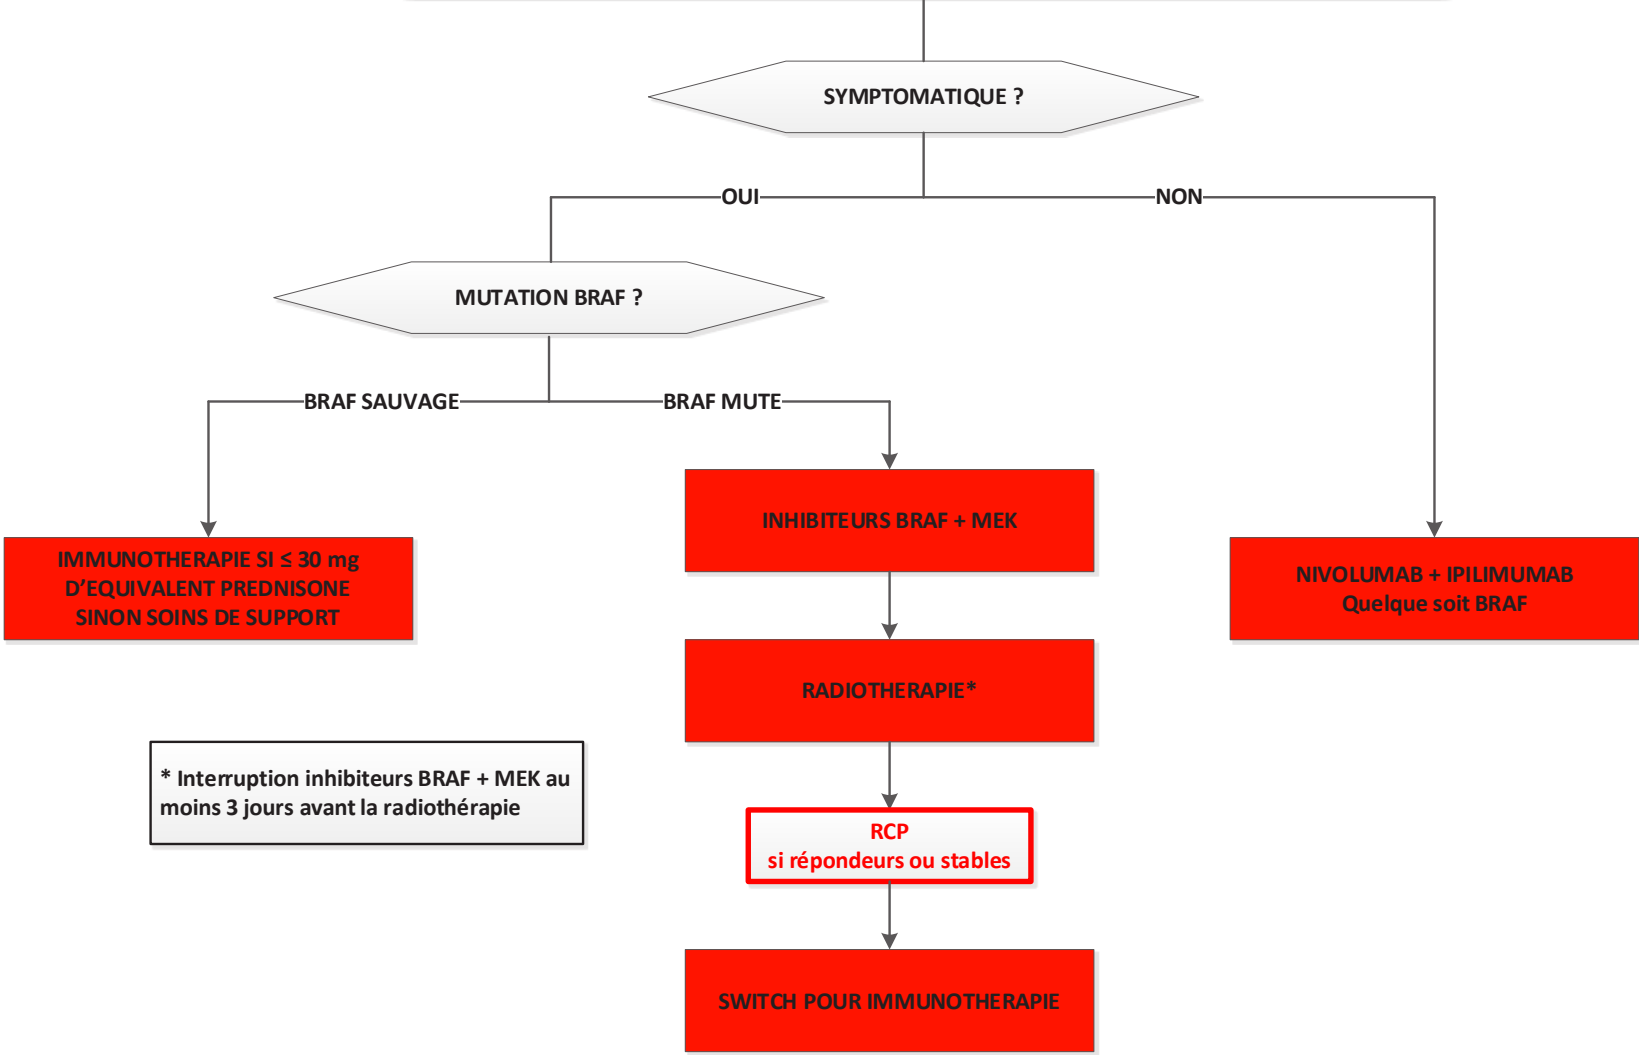 SYMPTOMATIQUE ?
OUI
NON
MUTATION BRAF ?
BRAF SAUVAGE
BRAF MUTE
INHIBITEURS BRAF + MEK
IMMUNOTHERAPIE SI ≤ 30 mg
D’EQUIVALENT PREDNISONE
SINON SOINS DE SUPPORT
NIVOLUMAB + IPILIMUMAB
Quelque soit BRAF
RADIOTHERAPIE*
* Interruption inhibiteurs BRAF + MEK au
moins 3 jours avant la radiothérapie
RCP
si répondeurs ou stables
SWITCH POUR IMMUNOTHERAPIE